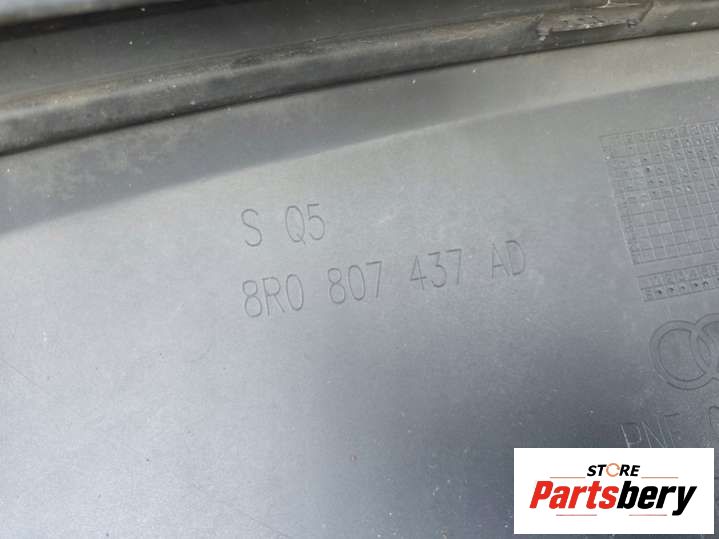 S Q5
8R0 807 437 AD
STORE
Partsbery